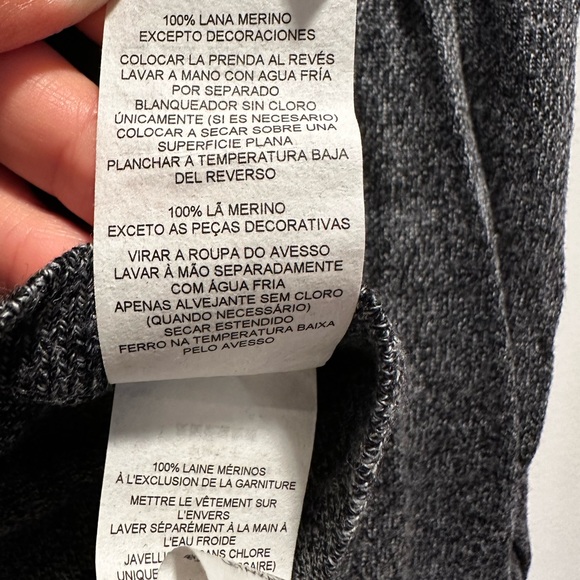 100% LANA MERINO
EXCEPTO DECORACIONES
COLOCAR LA PRENDA AL REVÉS
LAVAR A MANO CON AGUA FRÍA
POR SEPARADO
BLANQUEADOR SIN CLORO
ÚNICAMENTE (SI ES NECESARIO)
COLOCAR A SECAR SOBRE UNA
SUPERFICIE PLANA
PLANCHAR A TEMPERATURA BAJA
DEL REVERSO
100% LÃ MERINO
EXCETO AS PEÇAS DECORATIVAS
VIRAR A ROUPA DO AVESSO
LAVAR À MÃO SEPARADAMENTE
COM ÁGUA FRIA
APENAS ALVEJANTE SEM CLORO
(QUANDO NECESSÁRIO)
SECAR ESTENDIDO
FERRO NA TEMPERATURA BAIXA
PELO AVESSO
100% LAINE MÉRINOS
À L'EXCLUSION DE LA GARNITURE
METTRE LE VÊTEMENT SUR
L'ENVERS
LAVER SÉPARÉMENT À LA MAIN À
L'EAU FROIDE
SANS CHLORE